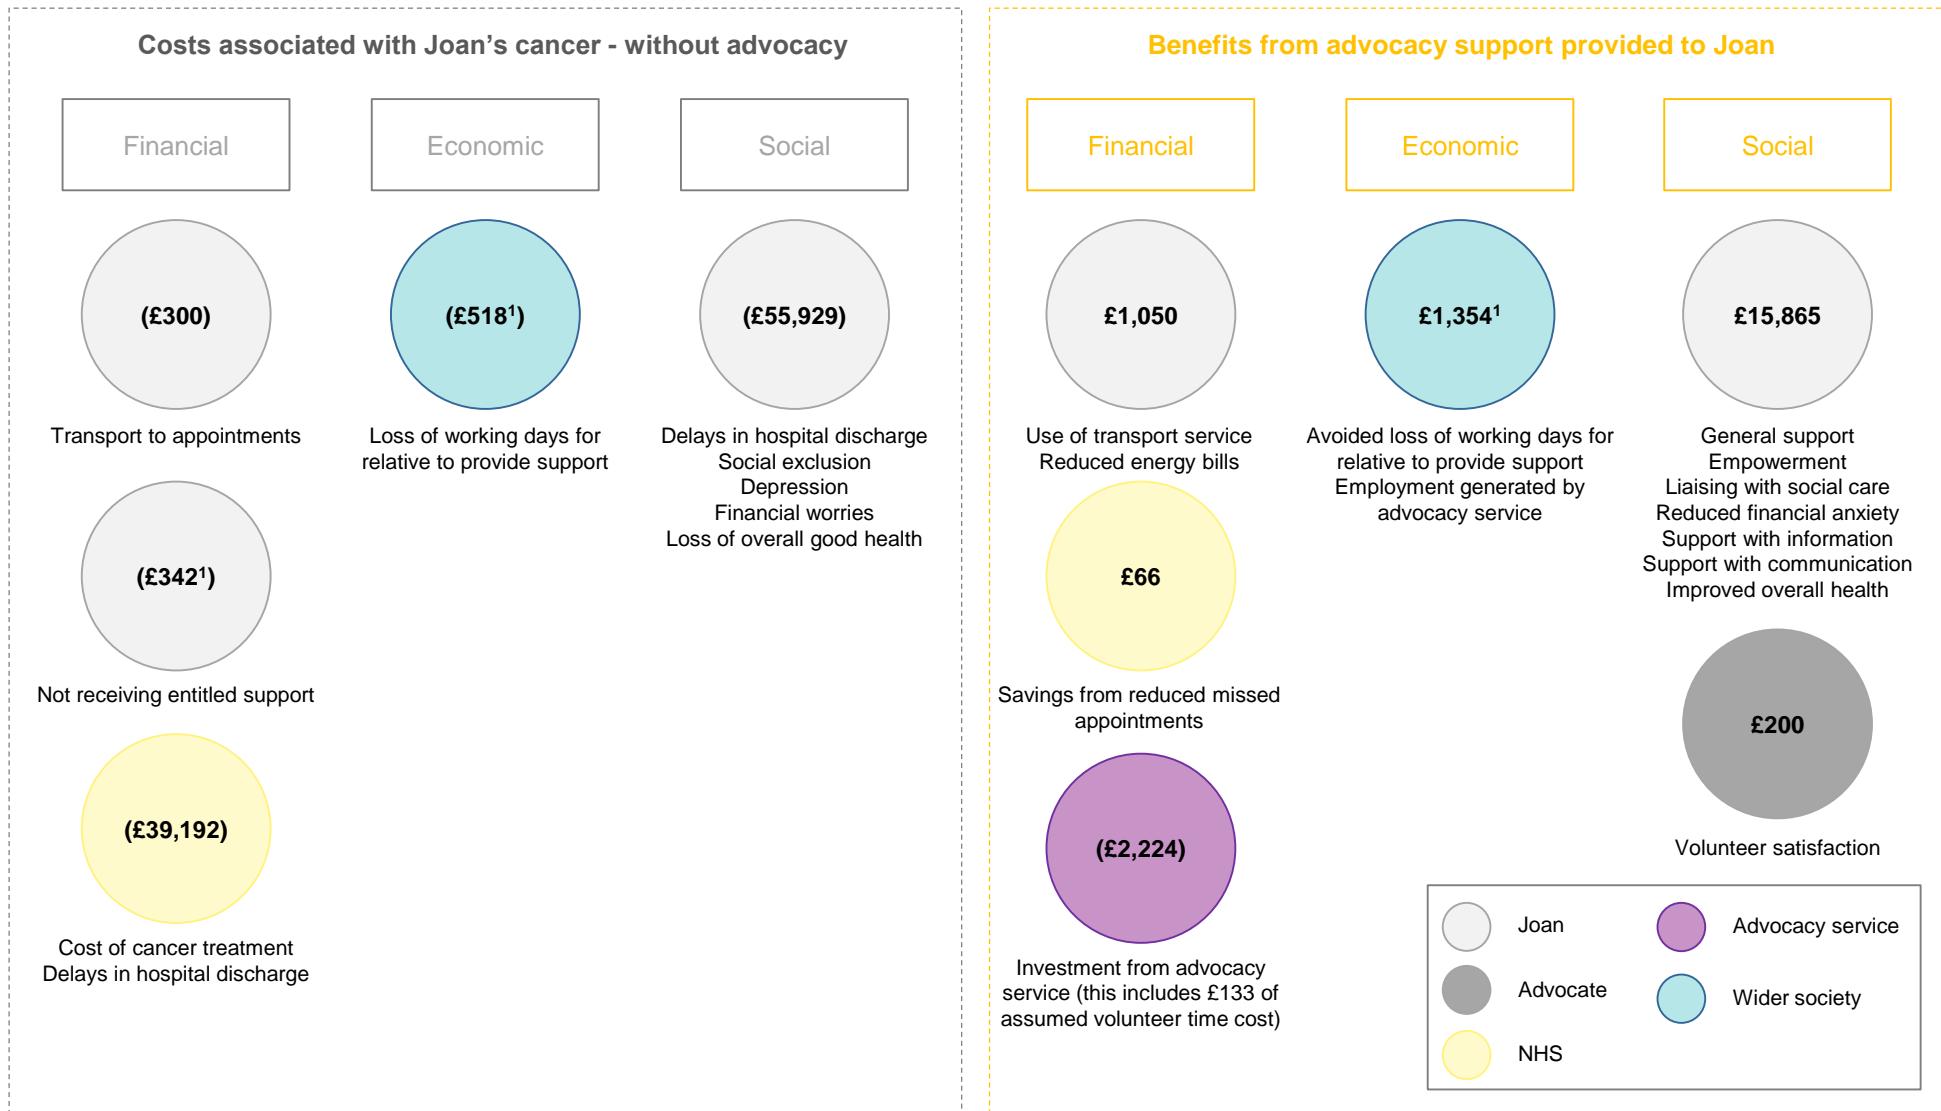 Costs associated with Joan's cancer - without advocacy
Financial
Economic
Social
(£300)
Transport to appointments
(£342¹)
Not receiving entitled support
(£39,192)
Cost of cancer treatment
Delays in hospital discharge
(£518¹)
Loss of working days for
relative to provide support
(£55,929)
Delays in hospital discharge
Social exclusion
Depression
Financial worries
Loss of overall good health
Benefits from advocacy support provided to Joan
Financial
Economic
Social
£1,050
Use of transport service
Reduced energy bills
£66
Savings from reduced missed
appointments
(£2,224)
Investment from advocacy
service (this includes £133 of
assumed volunteer time cost)
£1,354¹
Avoided loss of working days for
relative to provide support
Employment generated by
advocacy service
£15,865
General support
Empowerment
Liaising with social care
Reduced financial anxiety
Support with information
Support with communication
Improved overall health
£200
Volunteer satisfaction
Joan
Advocate
NHS
Advocacy service
Wider society